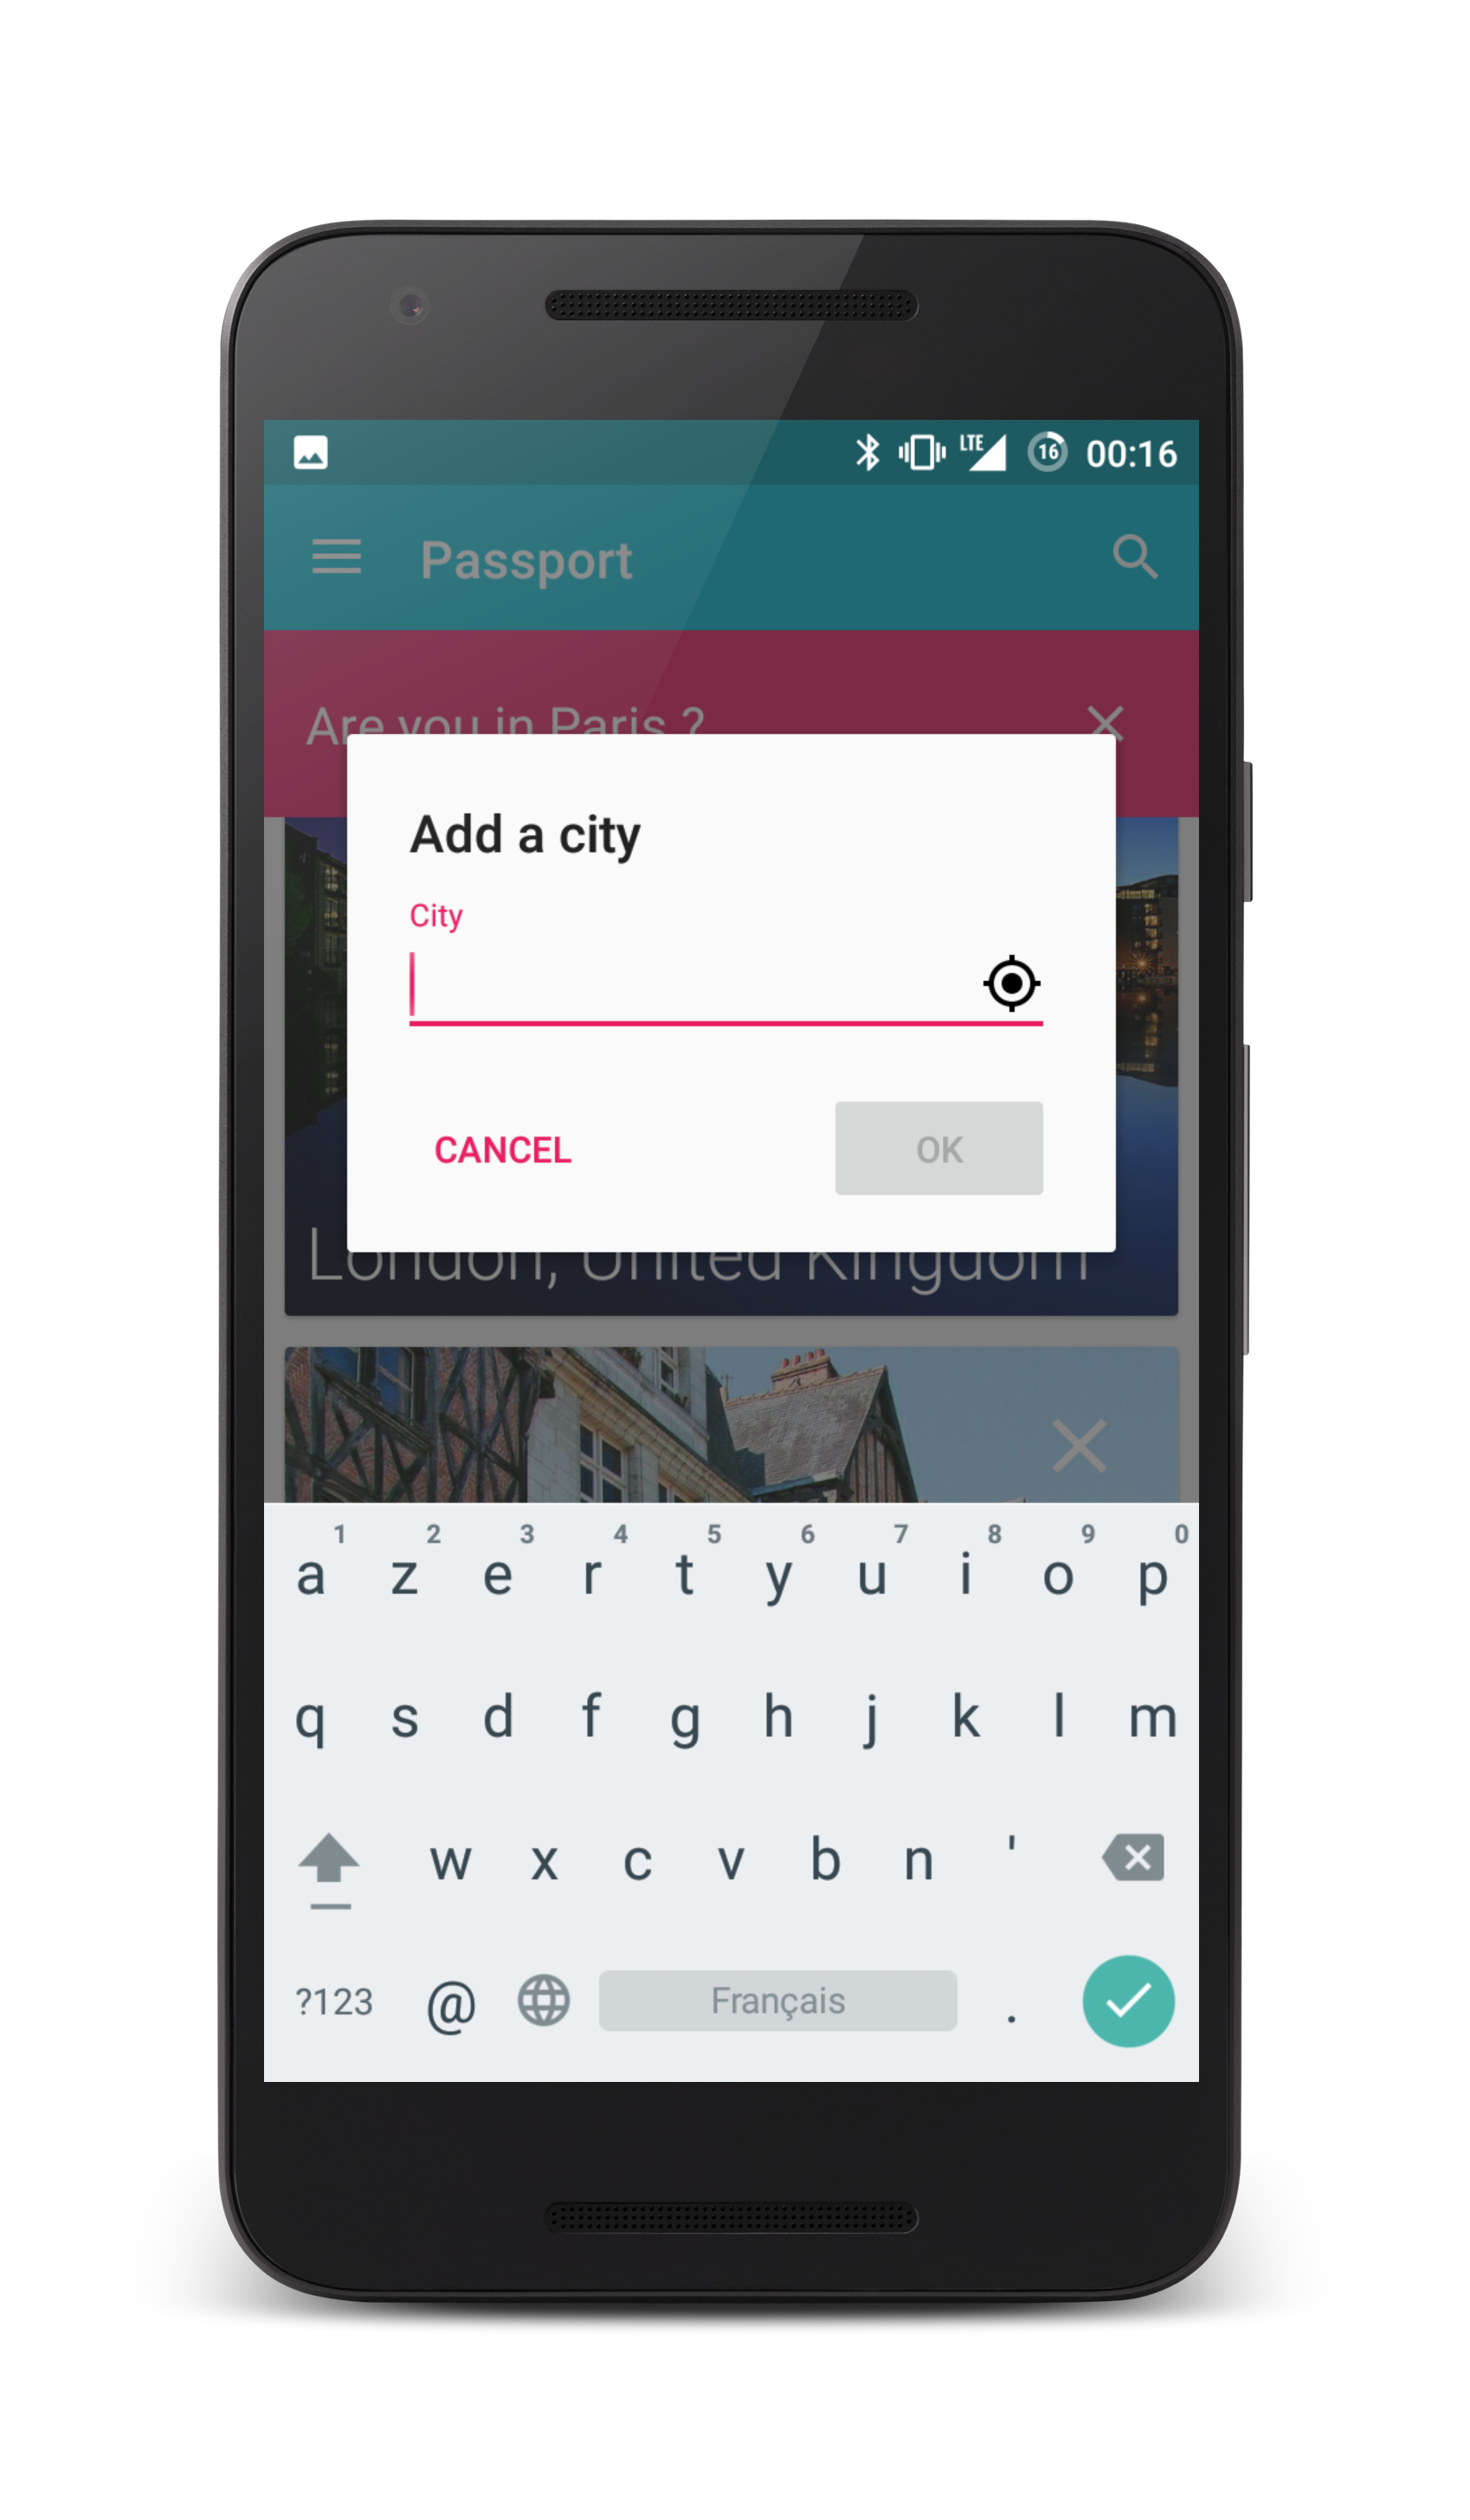 LTE 16 00:16
Passport
Are you in Paris ?
Add a city
City
CANCEL OK
London, United Kingdom
1 2 3 4 5 6 7 8 9 0
a z e r t y u i o p
q s d f g h j k l m
w x c v b n '
?123 @ Français .